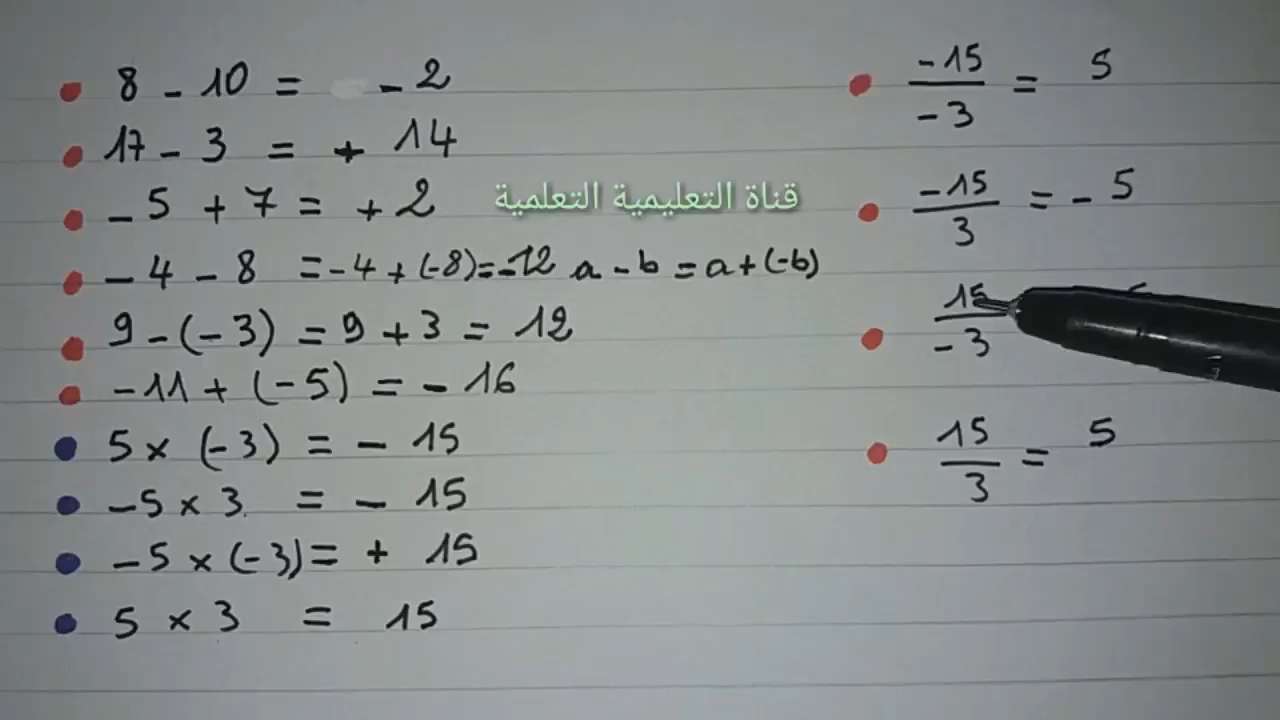 8 - 10 = - 2
17 - 3 = + 14
- 5 + 7 = + 2
- 4 - 8 = -4 + (-8) = -12 a - b = a + (-b)
9 - (- 3) = 9 + 3 = 12
-11 + (-5) = - 16
5 × (-3) = - 15
-5 × 3 = - 15
-5 × (-3) = + 15
5 × 3 = 15
قناة التعليمية التعلمية
-15
-3 = 5
-15
3 = - 5
15
-3
15
3 = 5